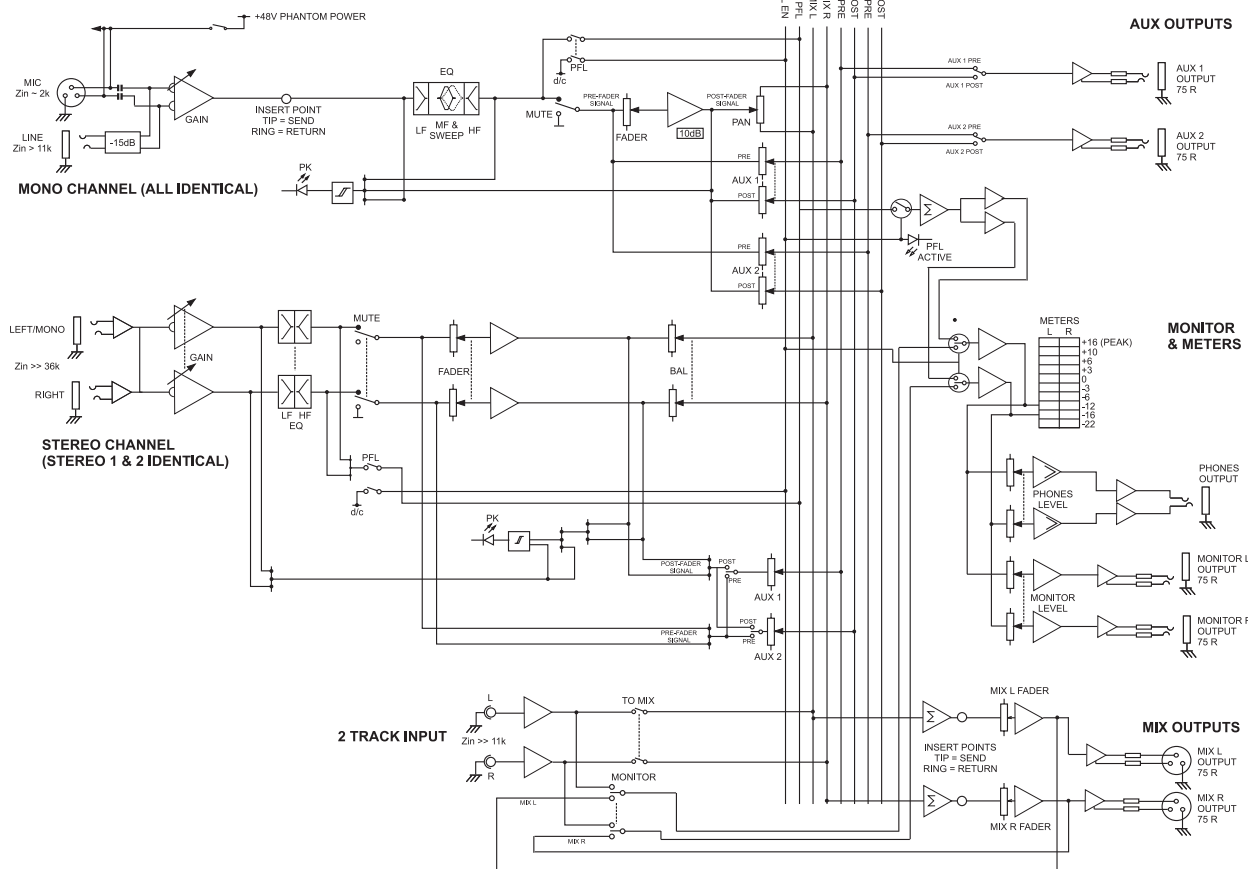 +48V PHANTOM POWER
MIC
Zin ~ 2k
GAIN
LINE
Zin > 11k
-15dB
INSERT POINT
TIP = SEND
RING = RETURN
EQ
LF
MF &
SWEEP
HF
d/c
PFL
MUTE
PRE-FADER
SIGNAL
FADER
10dB
POST-FADER
SIGNAL
PAN
PK
PRE
AUX 1
POST
PRE
AUX 2
POST
MONO CHANNEL (ALL IDENTICAL)
L EN
PFL
MIX L
MIX R
PRE
OST
PRE
OST
AUX OUTPUTS
AUX 1 PRE
AUX 1 POST
AUX 1
OUTPUT
75 R
AUX 2 PRE
AUX 2 POST
AUX 2
OUTPUT
75 R
Σ
PFL
ACTIVE
LEFT/MONO
Zin >> 36k
RIGHT
GAIN
LF HF
EQ
MUTE
FADER
BAL
STEREO CHANNEL
(STEREO 1 & 2 IDENTICAL)
PFL
d/c
PK
POST-FADER
SIGNAL
POST
PRE
AUX 1
PRE-FADER
SIGNAL
POST
PRE
AUX 2
METERS
L R
+16 (PEAK)
+10
+6
+3
0
-3
-6
-12
-16
-22
MONITOR
& METERS
PHONES
LEVEL
PHONES
OUTPUT
MONITOR
LEVEL
MONITOR L
OUTPUT
75 R
MONITOR R
OUTPUT
75 R
2 TRACK INPUT
L
Zin >> 11k
R
TO MIX
MONITOR
MIX L
MIX R
Σ
MIX L FADER
INSERT POINTS
TIP = SEND
RING = RETURN
Σ
MIX R FADER
MIX OUTPUTS
MIX L
OUTPUT
75 R
MIX R
OUTPUT
75 R